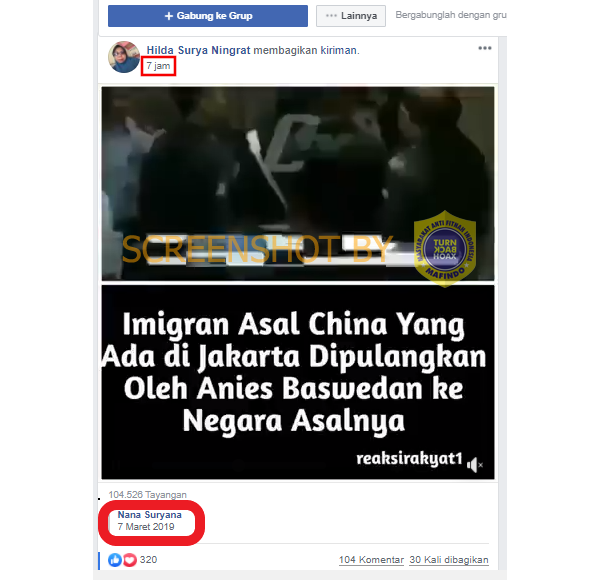 + Gabung ke Grup
••• Lainnya
Bergabunglah dengan gru
Hilda Surya Ningrat membagikan kiriman.
7 jam
SCREENSHOT BY
MASYARAKAT ANTI FITNAH INDONESIA
TURN
BACK
HOAX
MAFINDO
Imigran Asal China Yang
Ada di Jakarta Dipulangkan
Oleh Anies Baswedan ke
Negara Asalnya
reaksirakyat1
104.526 Tayangan
Nana Suryana
7 Maret 2019
320
104 Komentar 30 Kali dibagikan